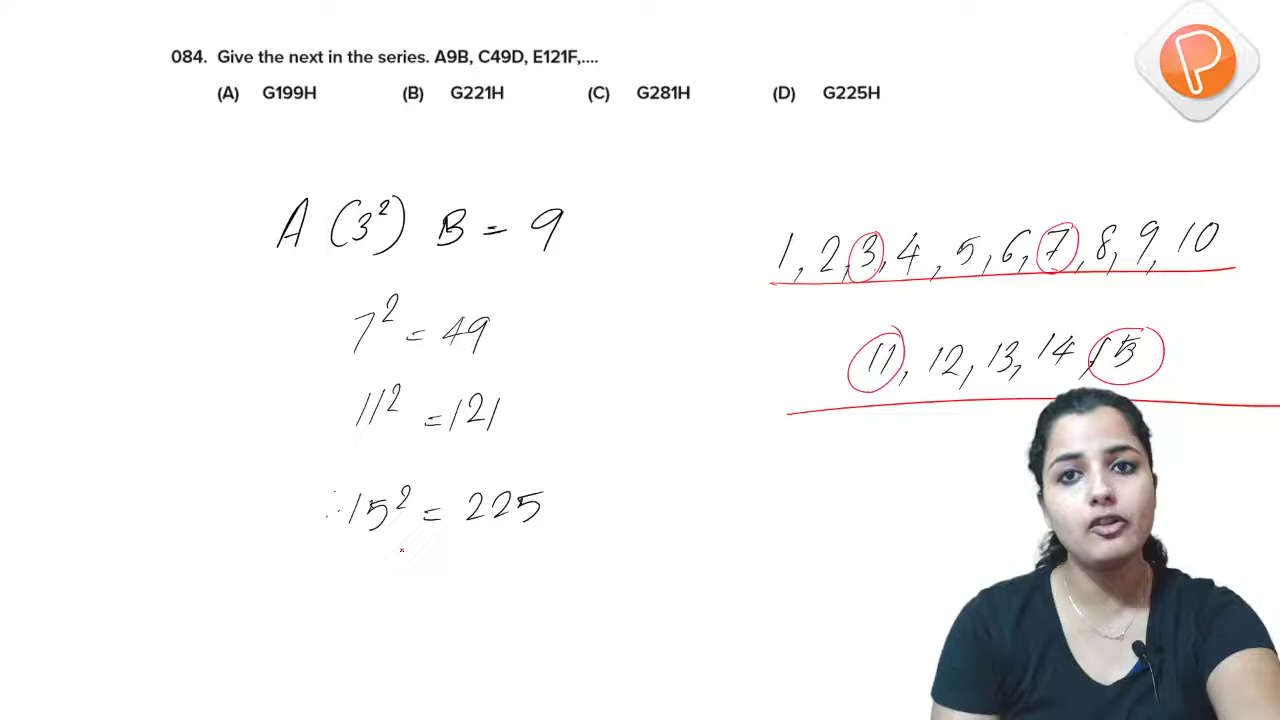 084. Give the next in the series. A9B, C49D, E121F,....
(A) G199H (B) G221H (C) G281H (D) G225H
A (3²) B = 9
7² = 49
11² = 121
∴ 15² = 225
1, 2, 3, 4, 5, 6, 7, 8, 9, 10
11, 12, 13, 14, 15
P